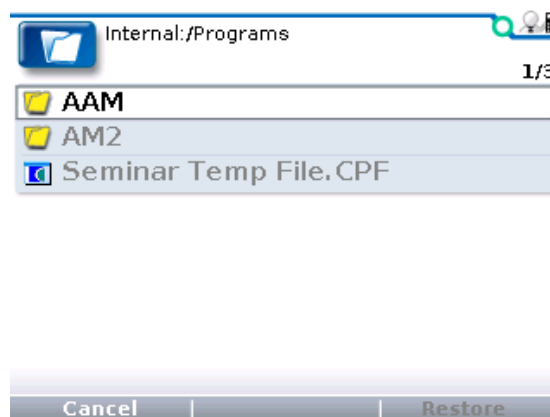 Internal:/Programs
1/3
AAM
AM2
Seminar Temp File.CPF
Cancel
Restore